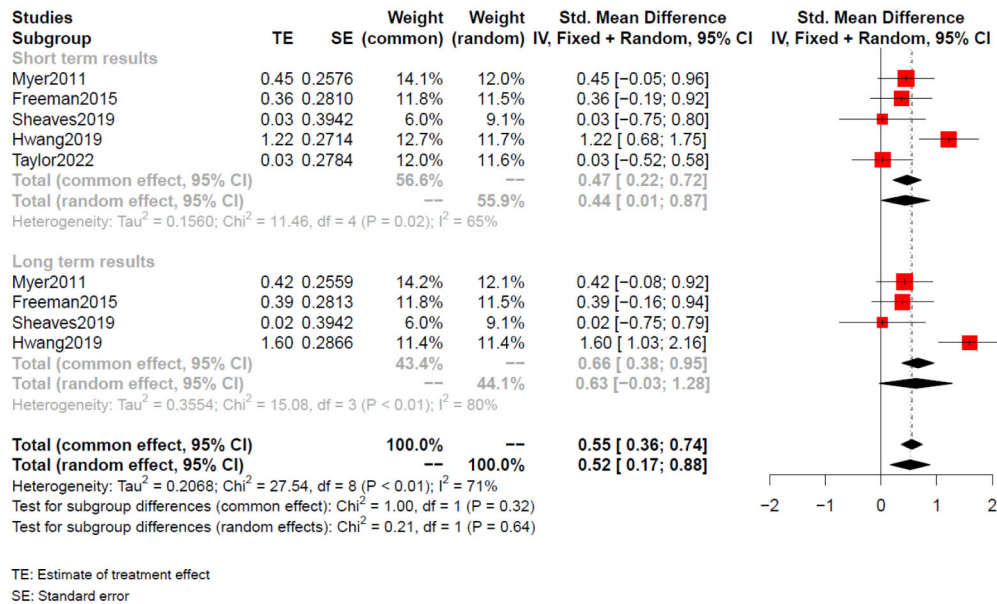 Studies Weight Weight Std. Mean Difference Std. Mean Difference
Subgroup TE SE (common) (random) IV, Fixed + Random, 95% CI IV, Fixed + Random, 95% CI
Short term results
Myer2011 0.45 0.2576 14.1% 12.0% 0.45 [−0.05; 0.96]
Freeman2015 0.36 0.2810 11.8% 11.5% 0.36 [−0.19; 0.92]
Sheaves2019 0.03 0.3942 6.0% 9.1% 0.03 [−0.75; 0.80]
Hwang2019 1.22 0.2714 12.7% 11.7% 1.22 [ 0.68; 1.75]
Taylor2022 0.03 0.2784 12.0% 11.6% 0.03 [−0.52; 0.58]
Total (common effect, 95% CI) 56.6% −− 0.47 [ 0.22; 0.72]
Total (random effect, 95% CI) −− 55.9% 0.44 [ 0.01; 0.87]
Heterogeneity: Tau² = 0.1560; Chi² = 11.46, df = 4 (P = 0.02); I² = 65%
Long term results
Myer2011 0.42 0.2559 14.2% 12.1% 0.42 [−0.08; 0.92]
Freeman2015 0.39 0.2813 11.8% 11.5% 0.39 [−0.16; 0.94]
Sheaves2019 0.02 0.3942 6.0% 9.1% 0.02 [−0.75; 0.79]
Hwang2019 1.60 0.2866 11.4% 11.4% 1.60 [ 1.03; 2.16]
Total (common effect, 95% CI) 43.4% −− 0.66 [ 0.38; 0.95]
Total (random effect, 95% CI) −− 44.1% 0.63 [−0.03; 1.28]
Heterogeneity: Tau² = 0.3554; Chi² = 15.08, df = 3 (P < 0.01); I² = 80%
Total (common effect, 95% CI) 100.0% −− 0.55 [ 0.36; 0.74]
Total (random effect, 95% CI) −− 100.0% 0.52 [ 0.17; 0.88]
Heterogeneity: Tau² = 0.2068; Chi² = 27.54, df = 8 (P < 0.01); I² = 71%
Test for subgroup differences (common effect): Chi² = 1.00, df = 1 (P = 0.32)
Test for subgroup differences (random effects): Chi² = 0.21, df = 1 (P = 0.64)
−2 −1 0 1 2
TE: Estimate of treatment effect
SE: Standard error